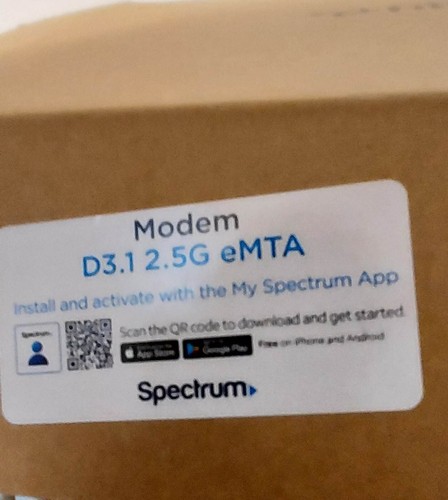 Modem
D3.1 2.5G eMTA
Install and activate with the My Spectrum App
Spectrum
Scan the QR code to download and get started.
App Store
Google Play
Free on iPhone and Android
Spectrum